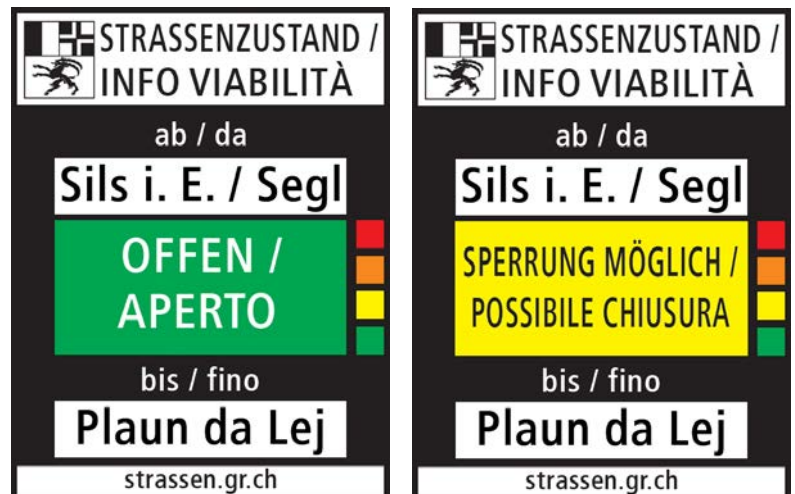 STRASSENZUSTAND /
INFO VIABILITÀ
ab / da
Sils i. E. / Segl
OFFEN /
APERTO
bis / fino
Plaun da Lej
strassen.gr.ch
STRASSENZUSTAND /
INFO VIABILITÀ
ab / da
Sils i. E. / Segl
SPERRUNG MÖGLICH /
POSSIBILE CHIUSURA
bis / fino
Plaun da Lej
strassen.gr.ch